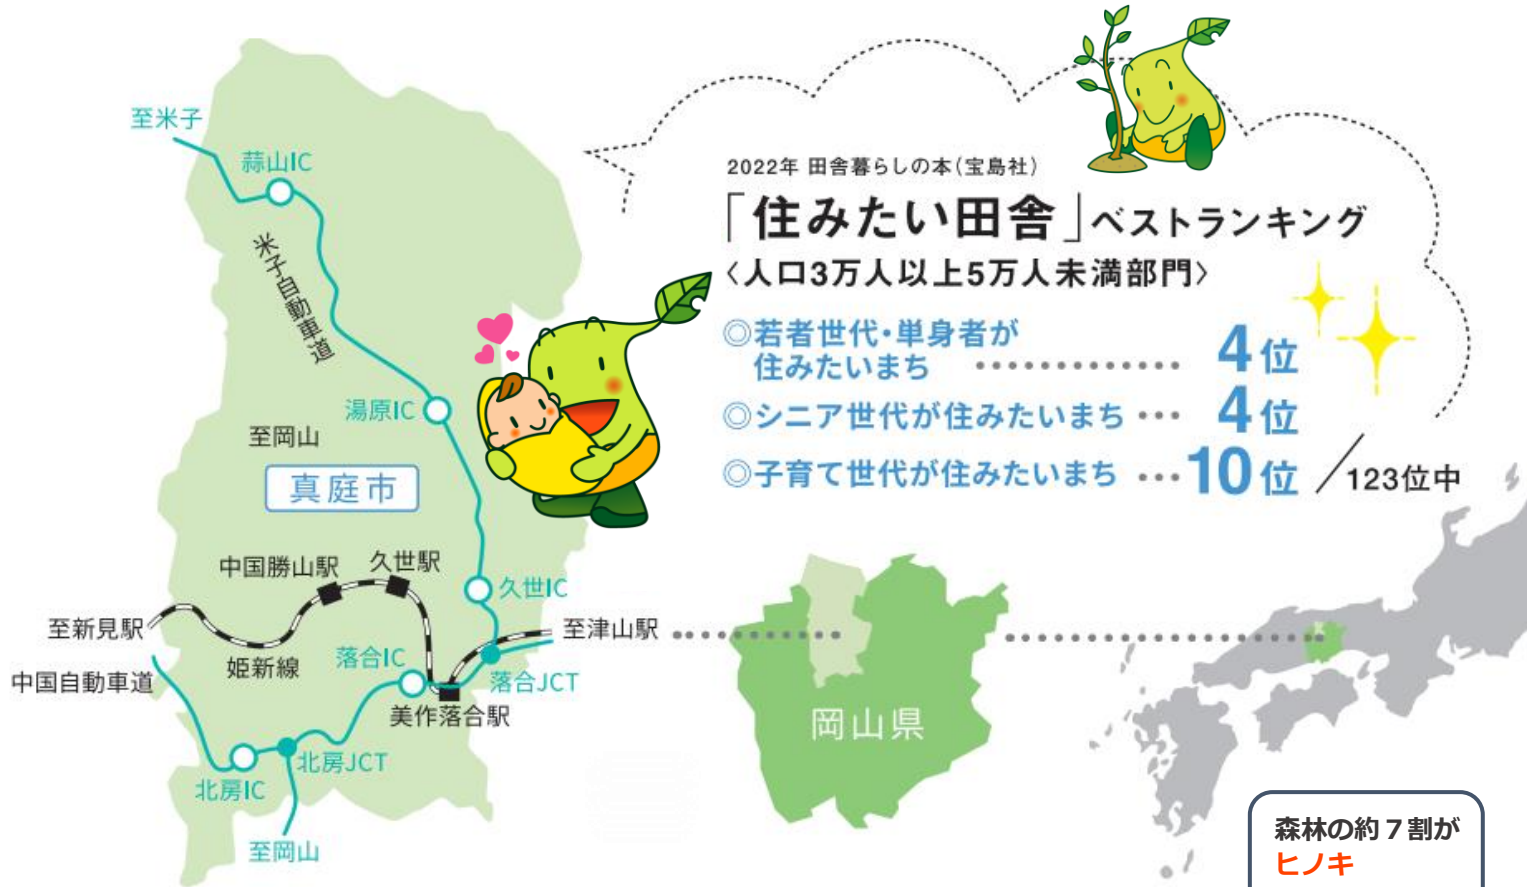 2022年 田舎暮らしの本(宝島社)
「住みたい田舎」ベストランキング
〈人口3万人以上5万人未満部門〉
◎若者世代・単身者が
住みたいまち ・・・・・・・・・・・・・ 4位
◎シニア世代が住みたいまち ・・・ 4位
◎子育て世代が住みたいまち ・・・ 10位 /123位中
至米子
蒜山IC
米子自動車道
湯原IC
至岡山
真庭市
中国勝山駅
久世駅
久世IC
至新見駅
至津山駅
姫新線
落合IC
落合JCT
中国自動車道
美作落合駅
北房JCT
北房IC
至岡山
岡山県
森林の約7割が
ヒノキ